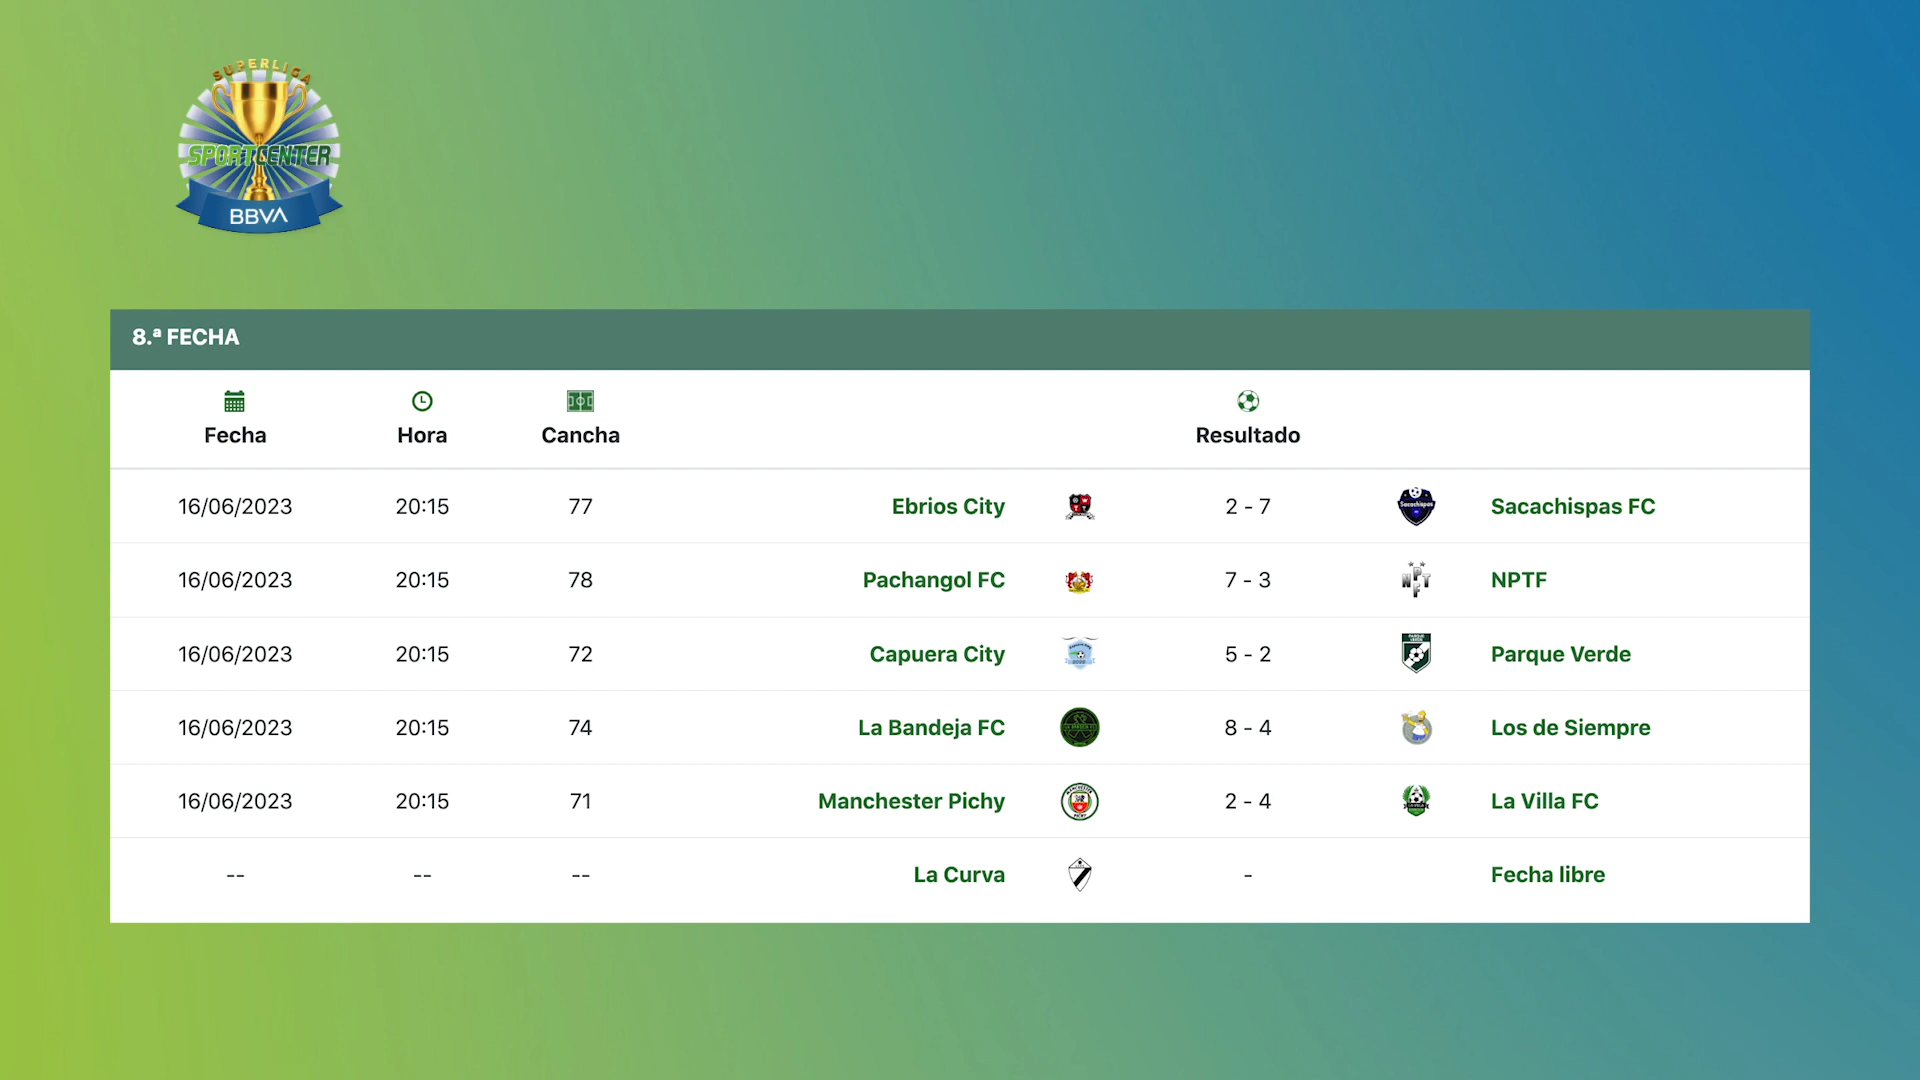 SUPERLIGA
SPORTCENTER
BBVA
8.ª FECHA
Fecha Hora Cancha Resultado
16/06/2023 20:15 77 Ebrios City 2 - 7 Sacachispas FC
16/06/2023 20:15 78 Pachangol FC 7 - 3 NPTF
16/06/2023 20:15 72 Capuera City 5 - 2 Parque Verde
16/06/2023 20:15 74 La Bandeja FC 8 - 4 Los de Siempre
16/06/2023 20:15 71 Manchester Pichy 2 - 4 La Villa FC
-- -- -- La Curva - Fecha libre